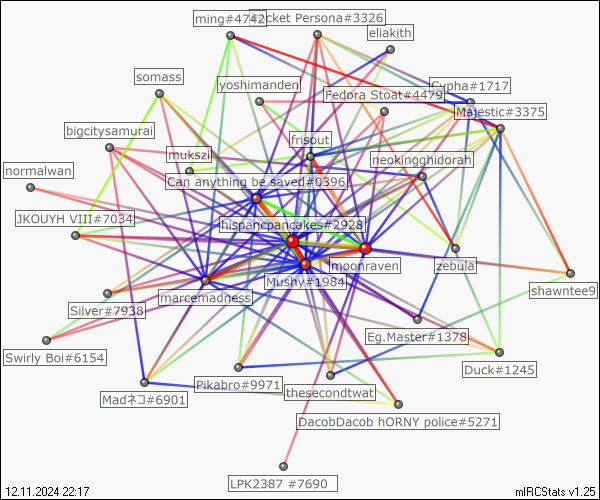 ming#4742
Pocket Persona#3326
eliakith
somass
yoshimanden
Cypha#1717
Fedora Stoat#4479
Majestic#3375
bigcitysamurai
frisout
mukszil
neokingghidorah
normalwan
Can anything be saved#0396
JKOUYH VIII#7034
hispancpancakes#2928
moonraven
zebula
Mushy#1984
shawntee9
marcemadness
Silver#7938
Eg.Master#1378
Swirly Boi#6154
Duck#1245
Pikabro#9971
thesecondtwat
Madネコ#6901
DacobDacob hORNY police#5271
LPK2387 #7690
12.11.2024 22:17
mIRCStats v1.25